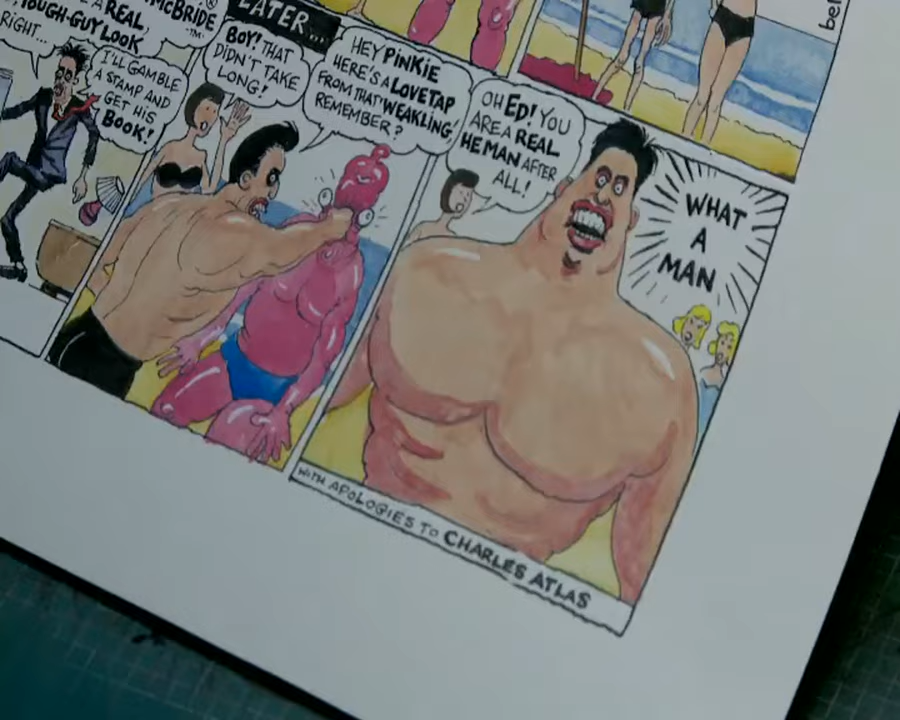 A REAL,
TOUGH-GUY LOOK
RIGHT...
McBRIDE
™
I'LL GAMBLE
A STAMP AND
GET HIS
BOOK!
LATER...
BOY! THAT
DIDN'T TAKE
LONG!
HEY PINKIE
HERE'S A LOVETAP
FROM THAT WEAKLING!
REMEMBER?
OH ED! YOU
ARE A REAL
HE MAN AFTER
ALL!
WHAT
A
MAN
WITH APOLOGIES TO CHARLES ATLAS